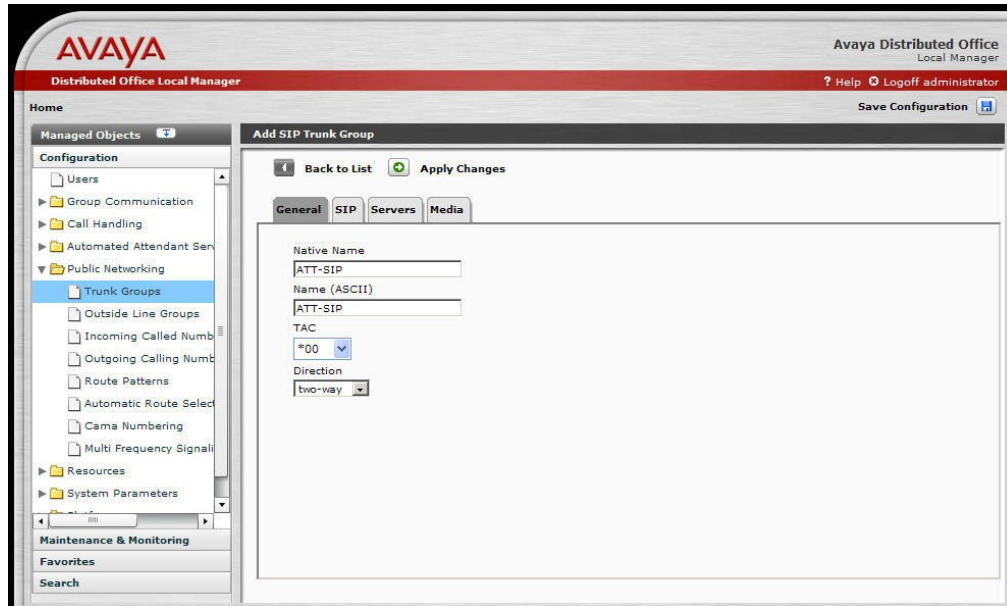 AVAYA
Avaya Distributed Office
Local Manager
Distributed Office Local Manager
? Help Logoff administrator
Home
Save Configuration
Managed Objects
Add SIP Trunk Group
Configuration
Back to List Apply Changes
Users
Group Communication
Call Handling
Automated Attendant Serv
Public Networking
Trunk Groups
Outside Line Groups
Incoming Called Numb
Outgoing Calling Numb
Route Patterns
Automatic Route Select
Cama Numbering
Multi Frequency Signali
Resources
System Parameters
Maintenance & Monitoring
Favorites
Search
General SIP Servers Media
Native Name
ATT-SIP
Name (ASCII)
ATT-SIP
TAC
*00
Direction
two-way